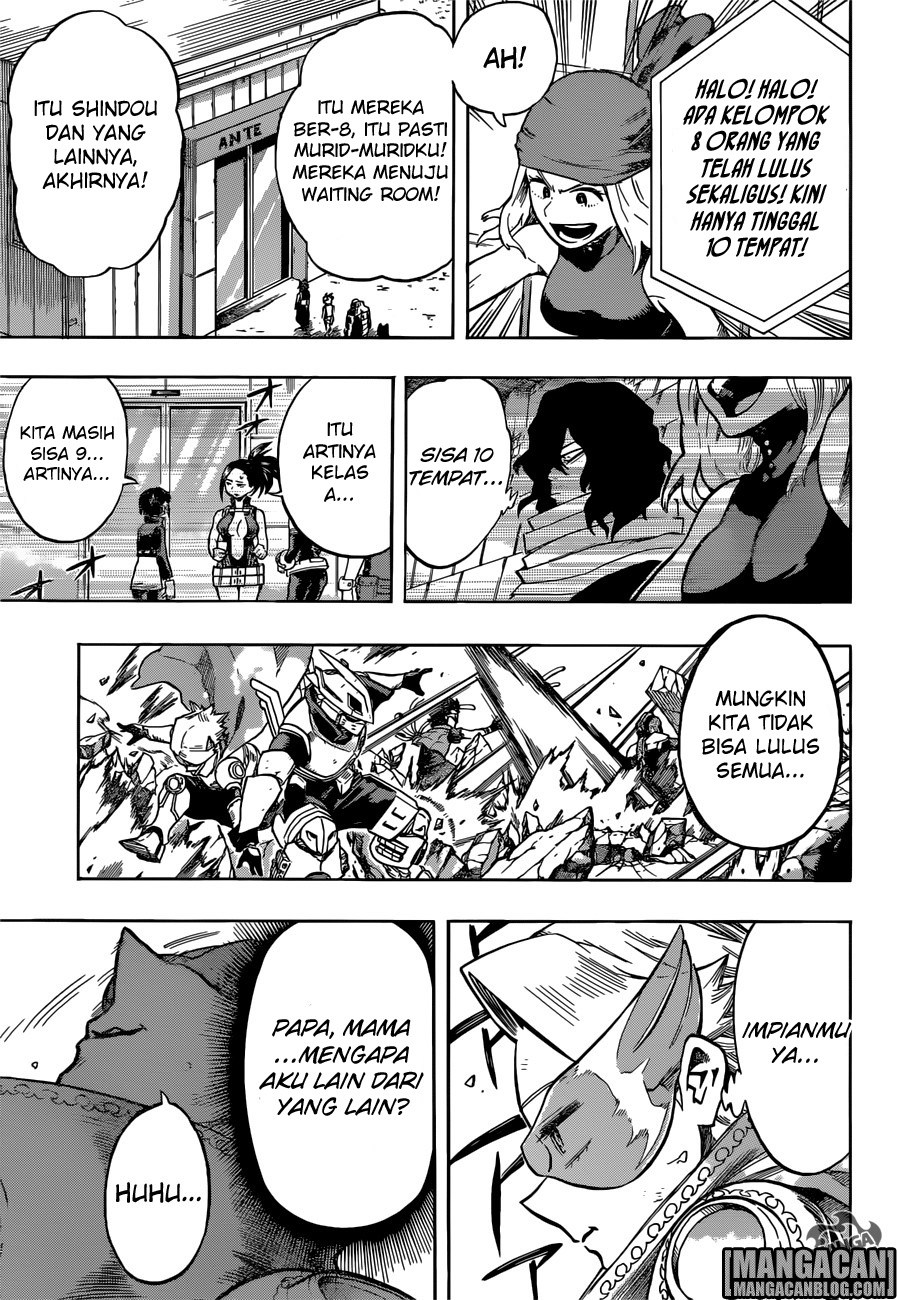 HALO! HALO!
ADA KELOMPOK
8 ORANG YANG
TELAH LULUS
SEKALIGUS! KINI
HANYA TINGGAL
10 TEMPAT!
AH!
ITU MEREKA
BER-8, ITU PASTI
MURID-MURIDKU!
MEREKA MENUJU
WAITING ROOM!
ITU SHINDOU
DAN YANG
LAINNYA,
AKHIRNYA!
ANTE
SISA 10
TEMPAT...
ITU
ARTINYA
KELAS
A...
KITA MASIH
SISA 9...
ARTINYA...
MUNGKIN
KITA TIDAK
BISA LULUS
SEMUA...
IMPIANMU
YA...
PAPA, MAMA
...MENGAPA
AKU LAIN DARI
YANG LAIN?
HUHU...
MANGACAN
MANGACANBLOG.COM